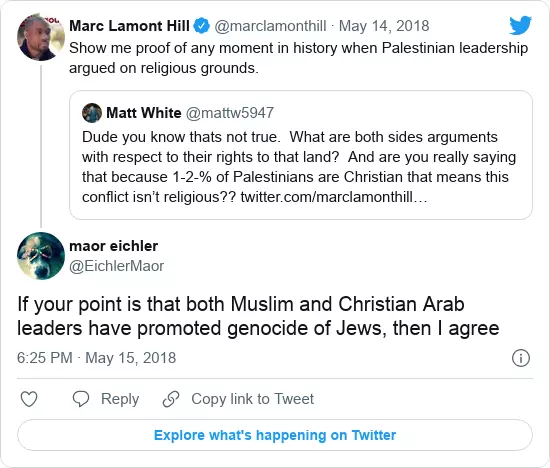 Marc Lamont Hill @marclamonthill · May 14, 2018
Show me proof of any moment in history when Palestinian leadership
argued on religious grounds.
Matt White @mattw5947
Dude you know thats not true.  What are both sides arguments
with respect to their rights to that land?  And are you really saying
that because 1-2-% of Palestinians are Christian that means this
conflict isn’t religious?? twitter.com/marclamonthill…
maor eichler
@EichlerMaor
If your point is that both Muslim and Christian Arab
leaders have promoted genocide of Jews, then I agree
6:25 PM · May 15, 2018
Reply
Copy link to Tweet
Explore what's happening on Twitter